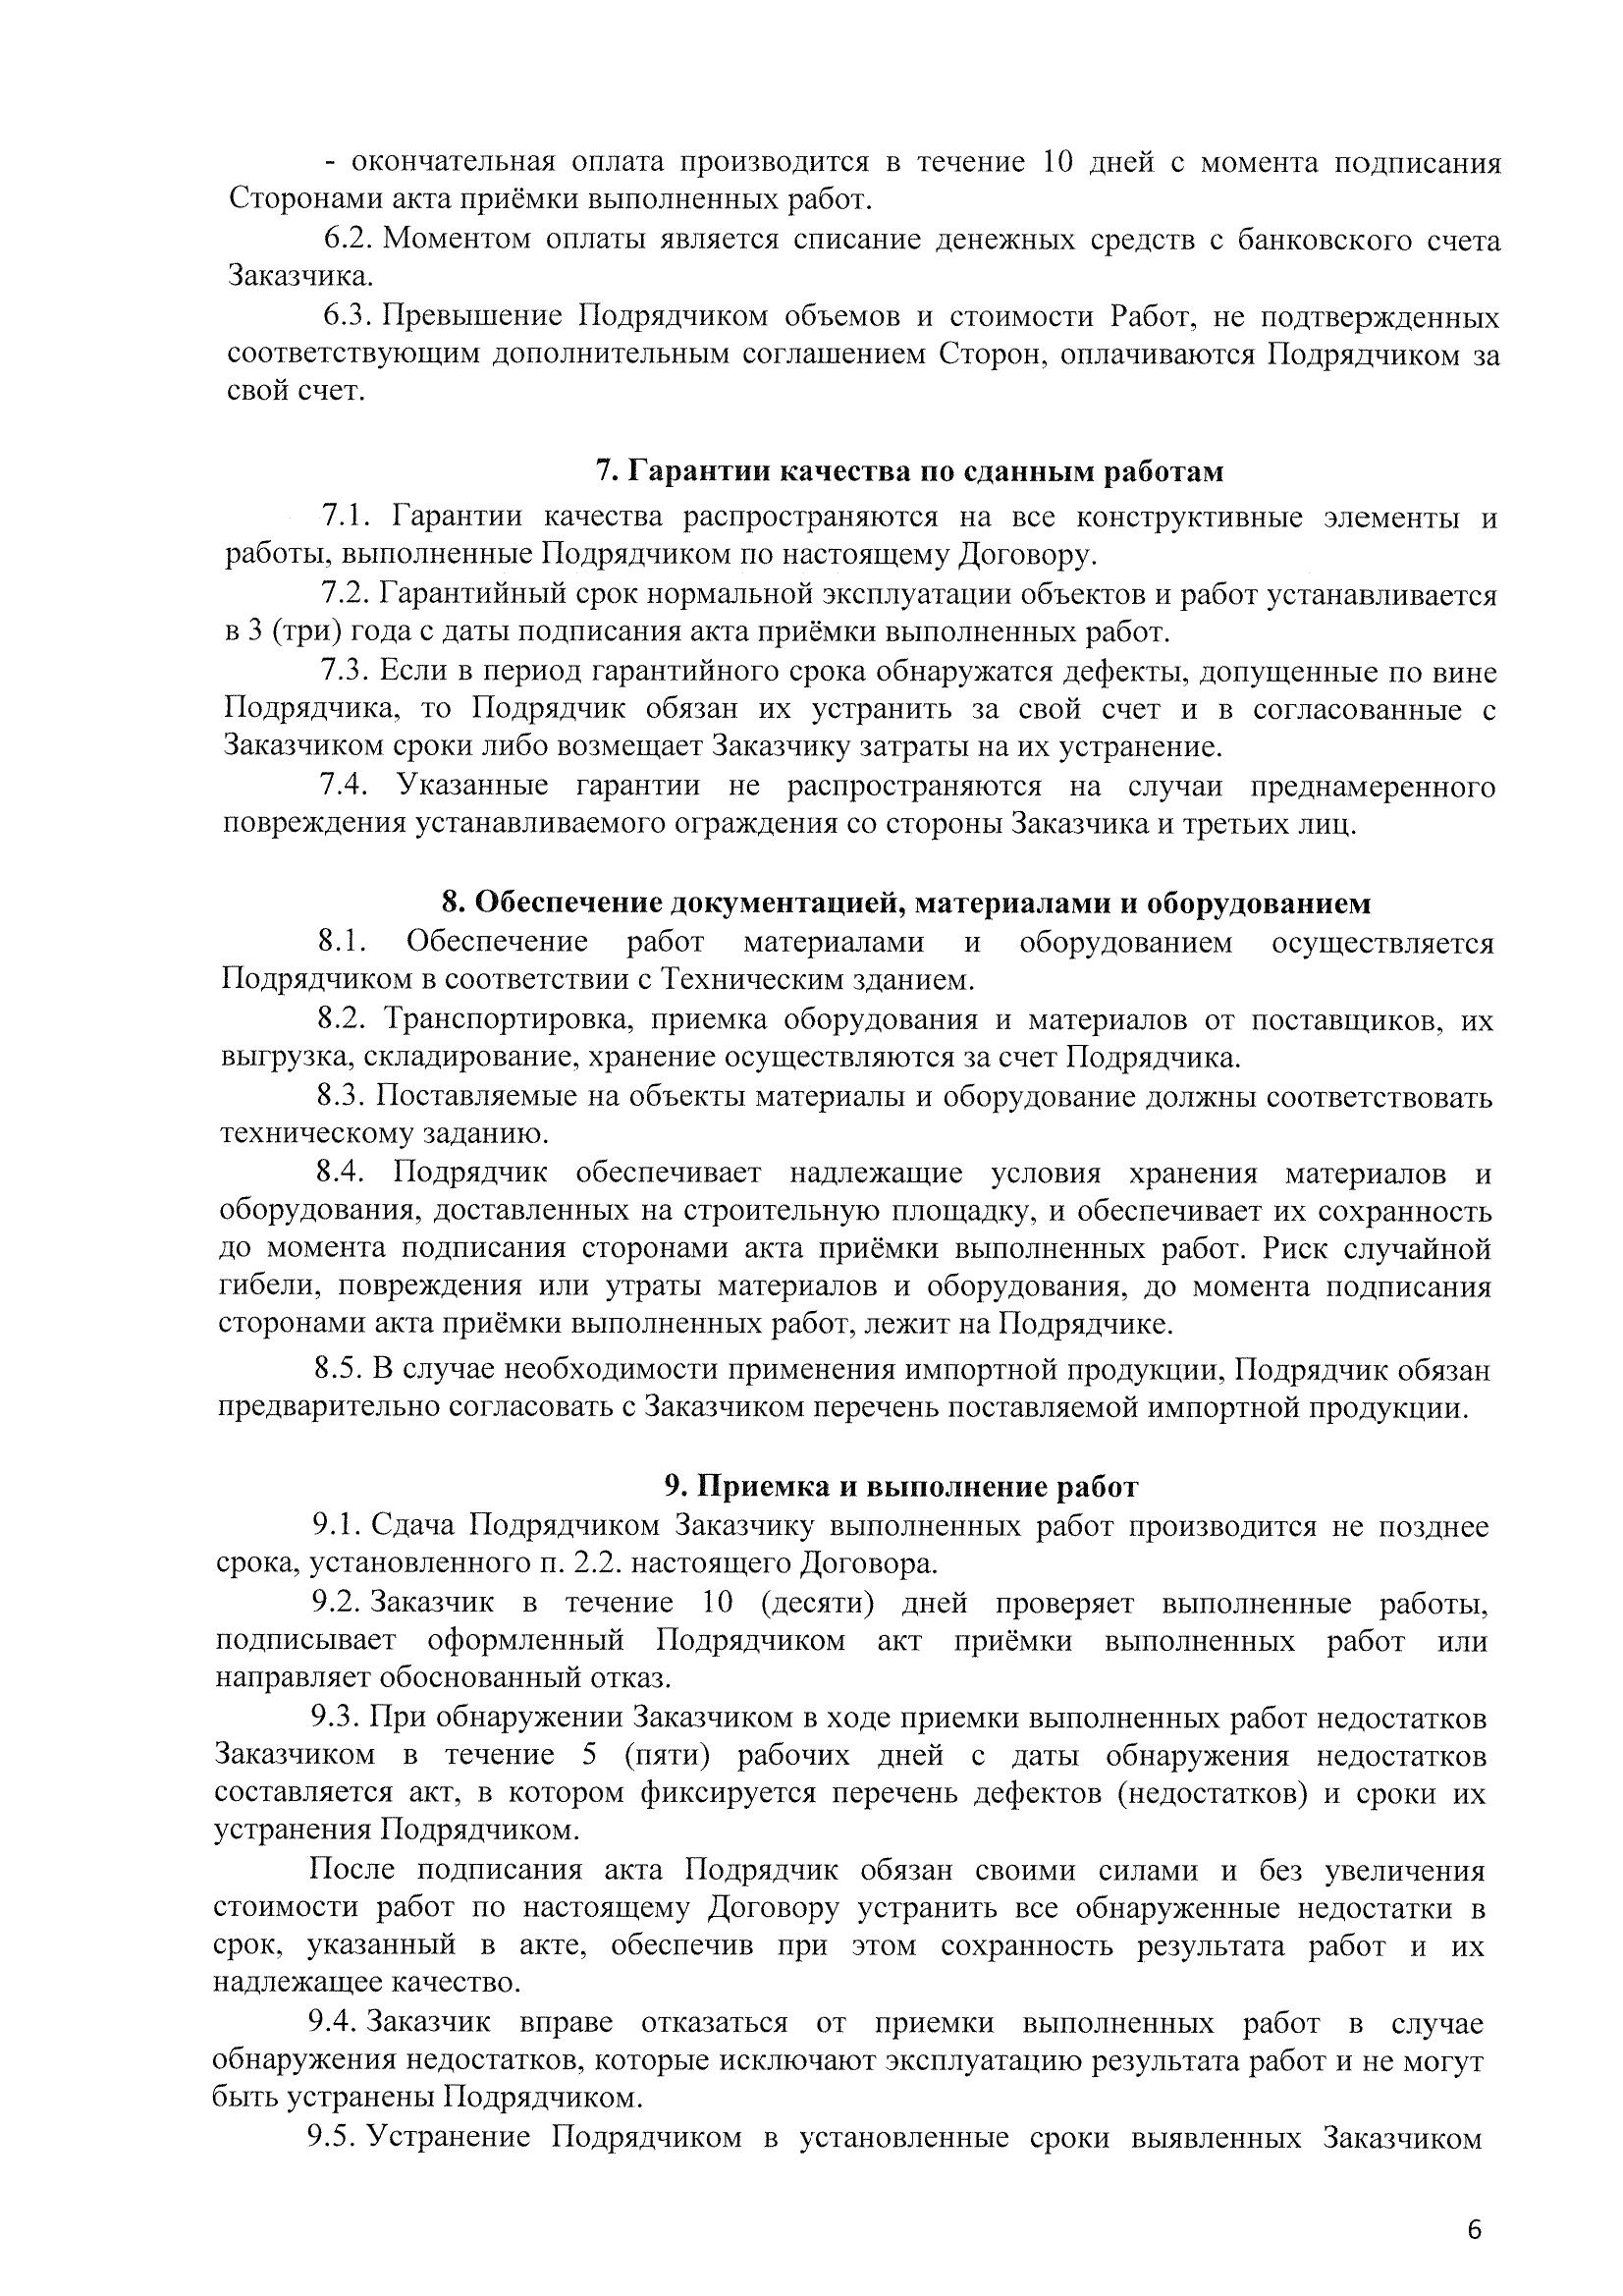 - окончательная оплата производится в течение 10 дней с момента подписания
Сторонами акта приёмки выполненных работ.
6.2. Моментом оплаты является списание денежных средств с банковского счета
Заказчика.
6.3. Превышение Подрядчиком объемов и стоимости Работ, не подтвержденных
соответствующим дополнительным соглашением Сторон, оплачиваются Подрядчиком за
свой счет.
7. Гарантии качества по сданным работам
7.1. Гарантии качества распространяются на все конструктивные элементы и
работы, выполненные Подрядчиком по настоящему Договору.
7.2. Гарантийный срок нормальной эксплуатации объектов и работ устанавливается
в 3 (три) года с даты подписания акта приёмки выполненных работ.
7.3. Если в период гарантийного срока обнаружатся дефекты, допущенные по вине
Подрядчика, то Подрядчик обязан их устранить за свой счет и в согласованные с
Заказчиком сроки либо возмещает Заказчику затраты на их устранение.
7.4. Указанные гарантии не распространяются на случаи преднамеренного
повреждения устанавливаемого ограждения со стороны Заказчика и третьих лиц.
8. Обеспечение документацией, материалами и оборудованием
8.1. Обеспечение работ материалами и оборудованием осуществляется
Подрядчиком в соответствии с Техническим зданием.
8.2. Транспортировка, приемка оборудования и материалов от поставщиков, их
выгрузка, складирование, хранение осуществляются за счет Подрядчика.
8.3. Поставляемые на объекты материалы и оборудование должны соответствовать
техническому заданию.
8.4. Подрядчик обеспечивает надлежащие условия хранения материалов и
оборудования, доставленных на строительную площадку, и обеспечивает их сохранность
до момента подписания сторонами акта приёмки выполненных работ. Риск случайной
гибели, повреждения или утраты материалов и оборудования, до момента подписания
сторонами акта приёмки выполненных работ, лежит на Подрядчике.
8.5. В случае необходимости применения импортной продукции, Подрядчик обязан
предварительно согласовать с Заказчиком перечень поставляемой импортной продукции.
9. Приемка и выполнение работ
9.1. Сдача Подрядчиком Заказчику выполненных работ производится не позднее
срока, установленного п. 2.2. настоящего Договора.
9.2. Заказчик в течение 10 (десяти) дней проверяет выполненные работы,
подписывает оформленный Подрядчиком акт приёмки выполненных работ или
направляет обоснованный отказ.
9.3. При обнаружении Заказчиком в ходе приемки выполненных работ недостатков
Заказчиком в течение 5 (пяти) рабочих дней с даты обнаружения недостатков
составляется акт, в котором фиксируется перечень дефектов (недостатков) и сроки их
устранения Подрядчиком.
После подписания акта Подрядчик обязан своими силами и без увеличения
стоимости работ по настоящему Договору устранить все обнаруженные недостатки в
срок, указанный в акте, обеспечив при этом сохранность результата работ и их
надлежащее качество.
9.4. Заказчик вправе отказаться от приемки выполненных работ в случае
обнаружения недостатков, которые исключают эксплуатацию результата работ и не могут
быть устранены Подрядчиком.
9.5. Устранение Подрядчиком в установленные сроки выявленных Заказчиком
6